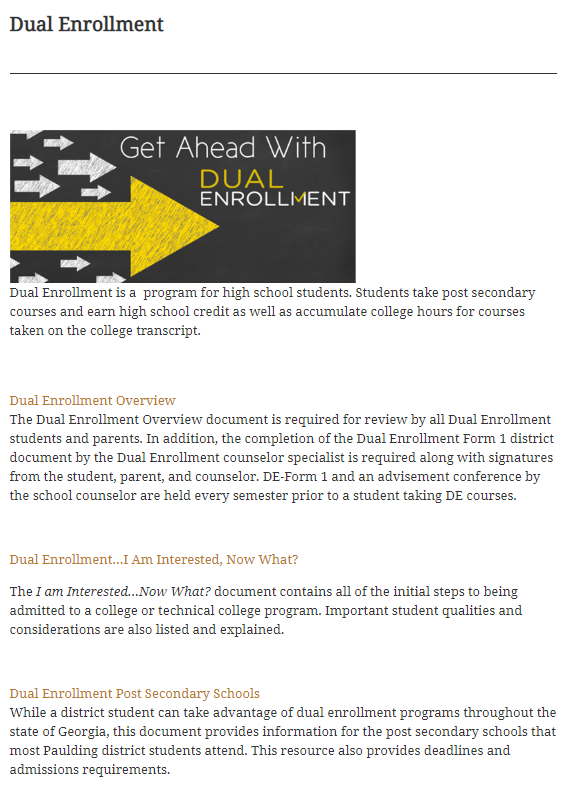 Dual Enrollment
Get Ahead With
DUAL
ENROLLMENT
Dual Enrollment is a  program for high school students. Students take post secondary
courses and earn high school credit as well as accumulate college hours for courses
taken on the college transcript.
Dual Enrollment Overview
The Dual Enrollment Overview document is required for review by all Dual Enrollment
students and parents. In addition, the completion of the Dual Enrollment Form 1 district
document by the Dual Enrollment counselor specialist is required along with signatures
from the student, parent, and counselor. DE-Form 1 and an advisement conference by
the school counselor are held every semester prior to a student taking DE courses.
Dual Enrollment...I Am Interested, Now What?
The I am Interested...Now What? document contains all of the initial steps to being
admitted to a college or technical college program. Important student qualities and
considerations are also listed and explained.
Dual Enrollment Post Secondary Schools
While a district student can take advantage of dual enrollment programs throughout the
state of Georgia, this document provides information for the post secondary schools that
most Paulding district students attend. This resource also provides deadlines and
admissions requirements.